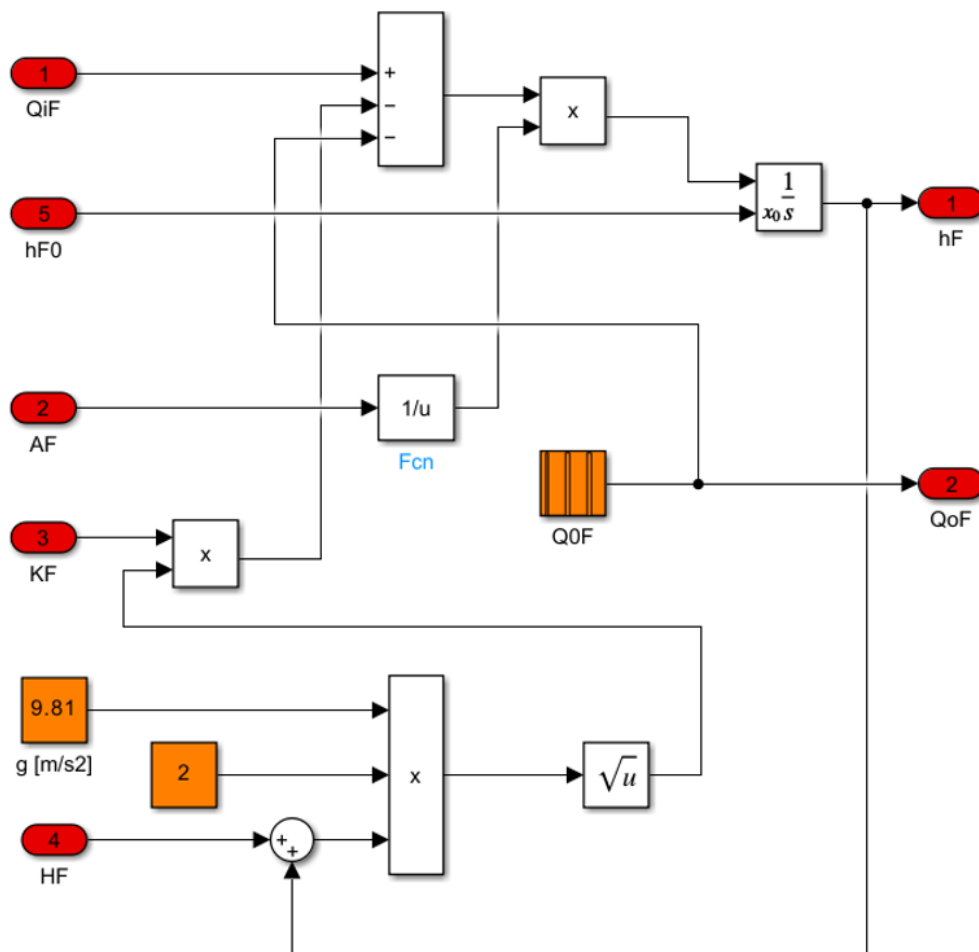 1
QiF
+
−
−
x
5
hF0
1
x₀ s
1
hF
2
AF
1/u
Fcn
Q0F
2
QoF
3
KF
x
9.81
g [m/s2]
2
x
√u
4
HF
+
+